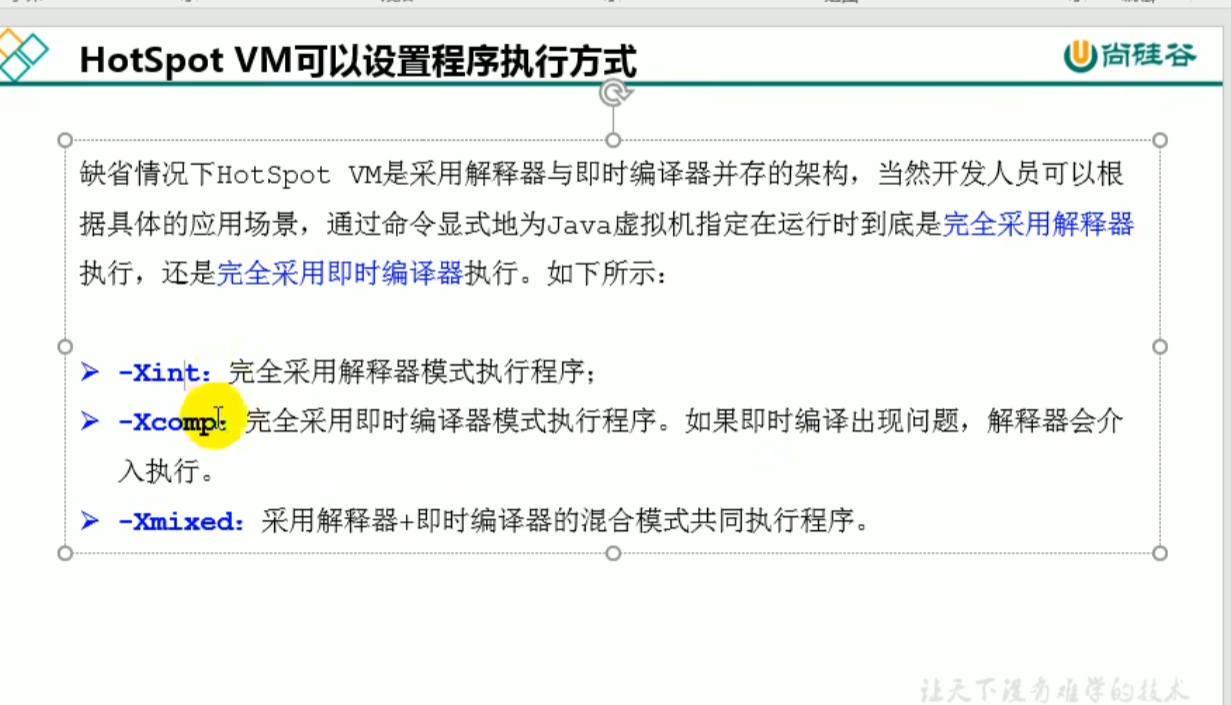 HotSpot VM可以设置程序执行方式
尚硅谷
缺省情况下HotSpot VM是采用解释器与即时编译器并存的架构，当然开发人员可以根
据具体的应用场景，通过命令显式地为Java虚拟机指定在运行时到底是完全采用解释器
执行，还是完全采用即时编译器执行。如下所示：
➢ -Xint：完全采用解释器模式执行程序；
➢ -Xcomp：完全采用即时编译器模式执行程序。如果即时编译出现问题，解释器会介
入执行。
➢ -Xmixed：采用解释器+即时编译器的混合模式共同执行程序。
让天下没有难学的技术